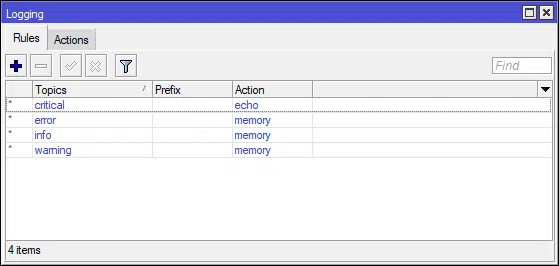 Logging
Rules Actions
Find
Topics Prefix Action
* critical echo
* error memory
* info memory
* warning memory
4 items